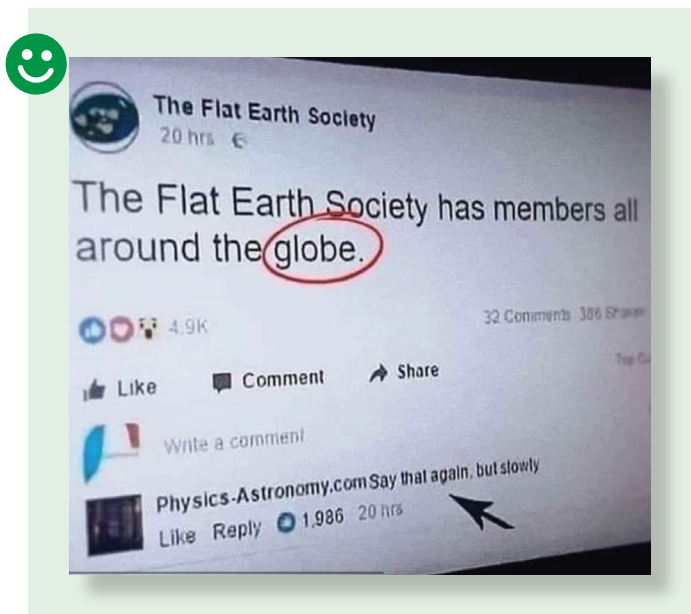 The Flat Earth Society
20 hrs
The Flat Earth Society has members all
around the globe.
4.9K
32 Comments 386 Shares
Like Comment Share
Write a comment
Physics-Astronomy.com Say that again, but slowly
Like Reply 1,986 20 hrs